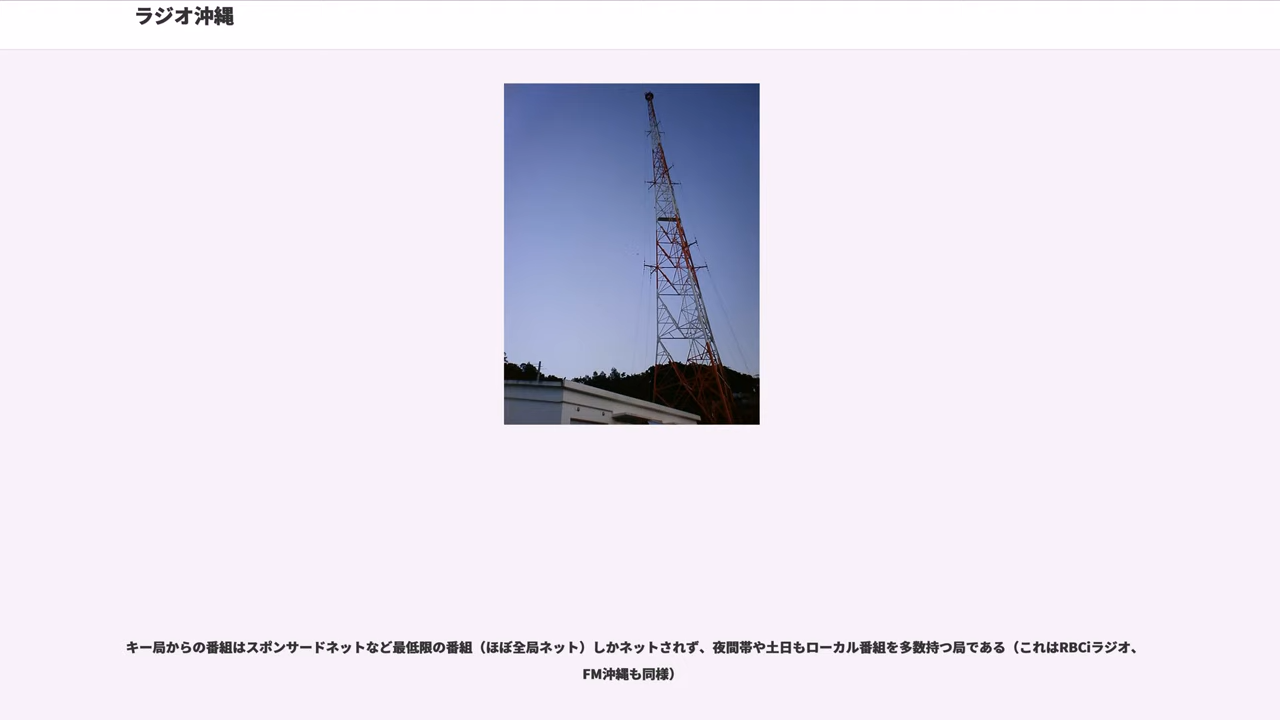 ラジオ沖縄
キー局からの番組はスポンサードネットなど最低限の番組（ほぼ全局ネット）しかネットされず、夜間帯や土日もローカル番組を多数持つ局である（これはRBCiラジオ、
FM沖縄も同様）